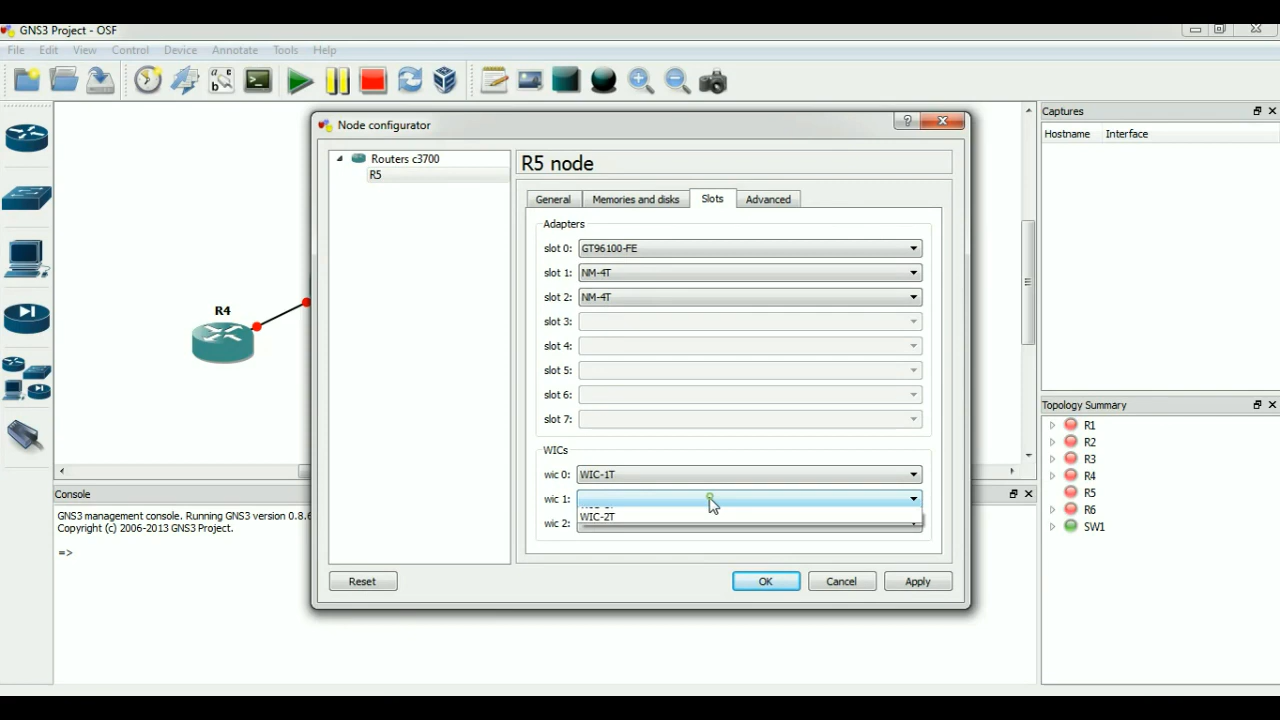 GNS3 Project - OSF
File Edit View Control Device Annotate Tools Help
Node configurator
Routers c3700
R5
R5 node
General Memories and disks Slots Advanced
Adapters
slot 0: GT96100-FE
slot 1: NM-4T
slot 2: NM-4T
slot 3:
slot 4:
slot 5:
slot 6:
slot 7:
WICs
wic 0: WIC-1T
wic 1:
WIC-2T
wic 2:
Reset OK Cancel Apply
R4
Captures
Hostname Interface
Topology Summary
R1
R2
R3
R4
R5
R6
SW1
Console
GNS3 management console. Running GNS3 version 0.8.6
Copyright (c) 2006-2013 GNS3 Project.
=>